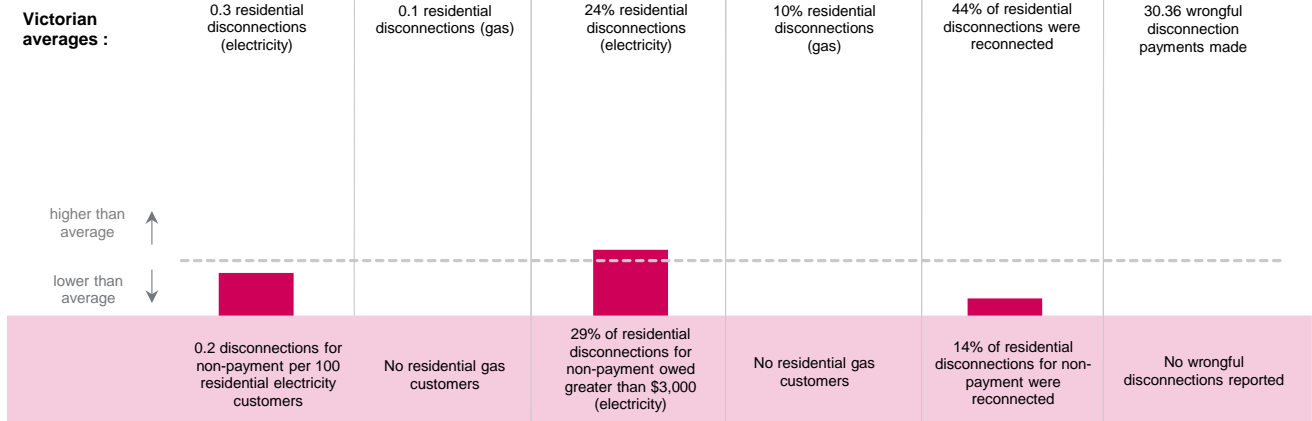 Victorian
averages :
0.3 residential
disconnections
(electricity)
0.1 residential
disconnections (gas)
24% residential
disconnections
(electricity)
10% residential
disconnections
(gas)
44% of residential
disconnections were
reconnected
30.36 wrongful
disconnection
payments made
higher than
average
lower than
average
0.2 disconnections for
non-payment per 100
residential electricity
customers
No residential gas
customers
29% of residential
disconnections for
non-payment owed
greater than $3,000
(electricity)
No residential gas
customers
14% of residential
disconnections for non-
payment were
reconnected
No wrongful
disconnections reported